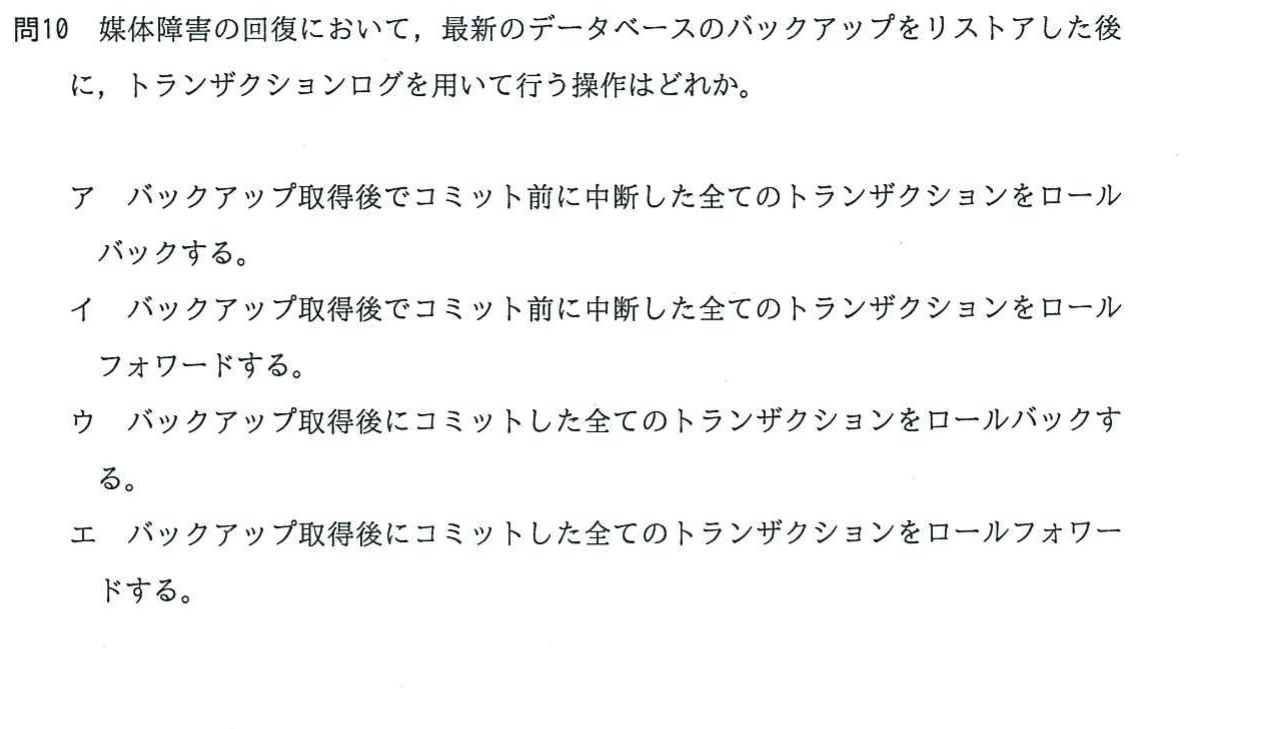 問10 媒体障害の回復において，最新のデータベースのバックアップをリストアした後
に，トランザクションログを用いて行う操作はどれか。
ア バックアップ取得後でコミット前に中断した全てのトランザクションをロール
バックする。
イ バックアップ取得後でコミット前に中断した全てのトランザクションをロール
フォワードする。
ウ バックアップ取得後にコミットした全てのトランザクションをロールバックす
る。
エ バックアップ取得後にコミットした全てのトランザクションをロールフォワー
ドする。